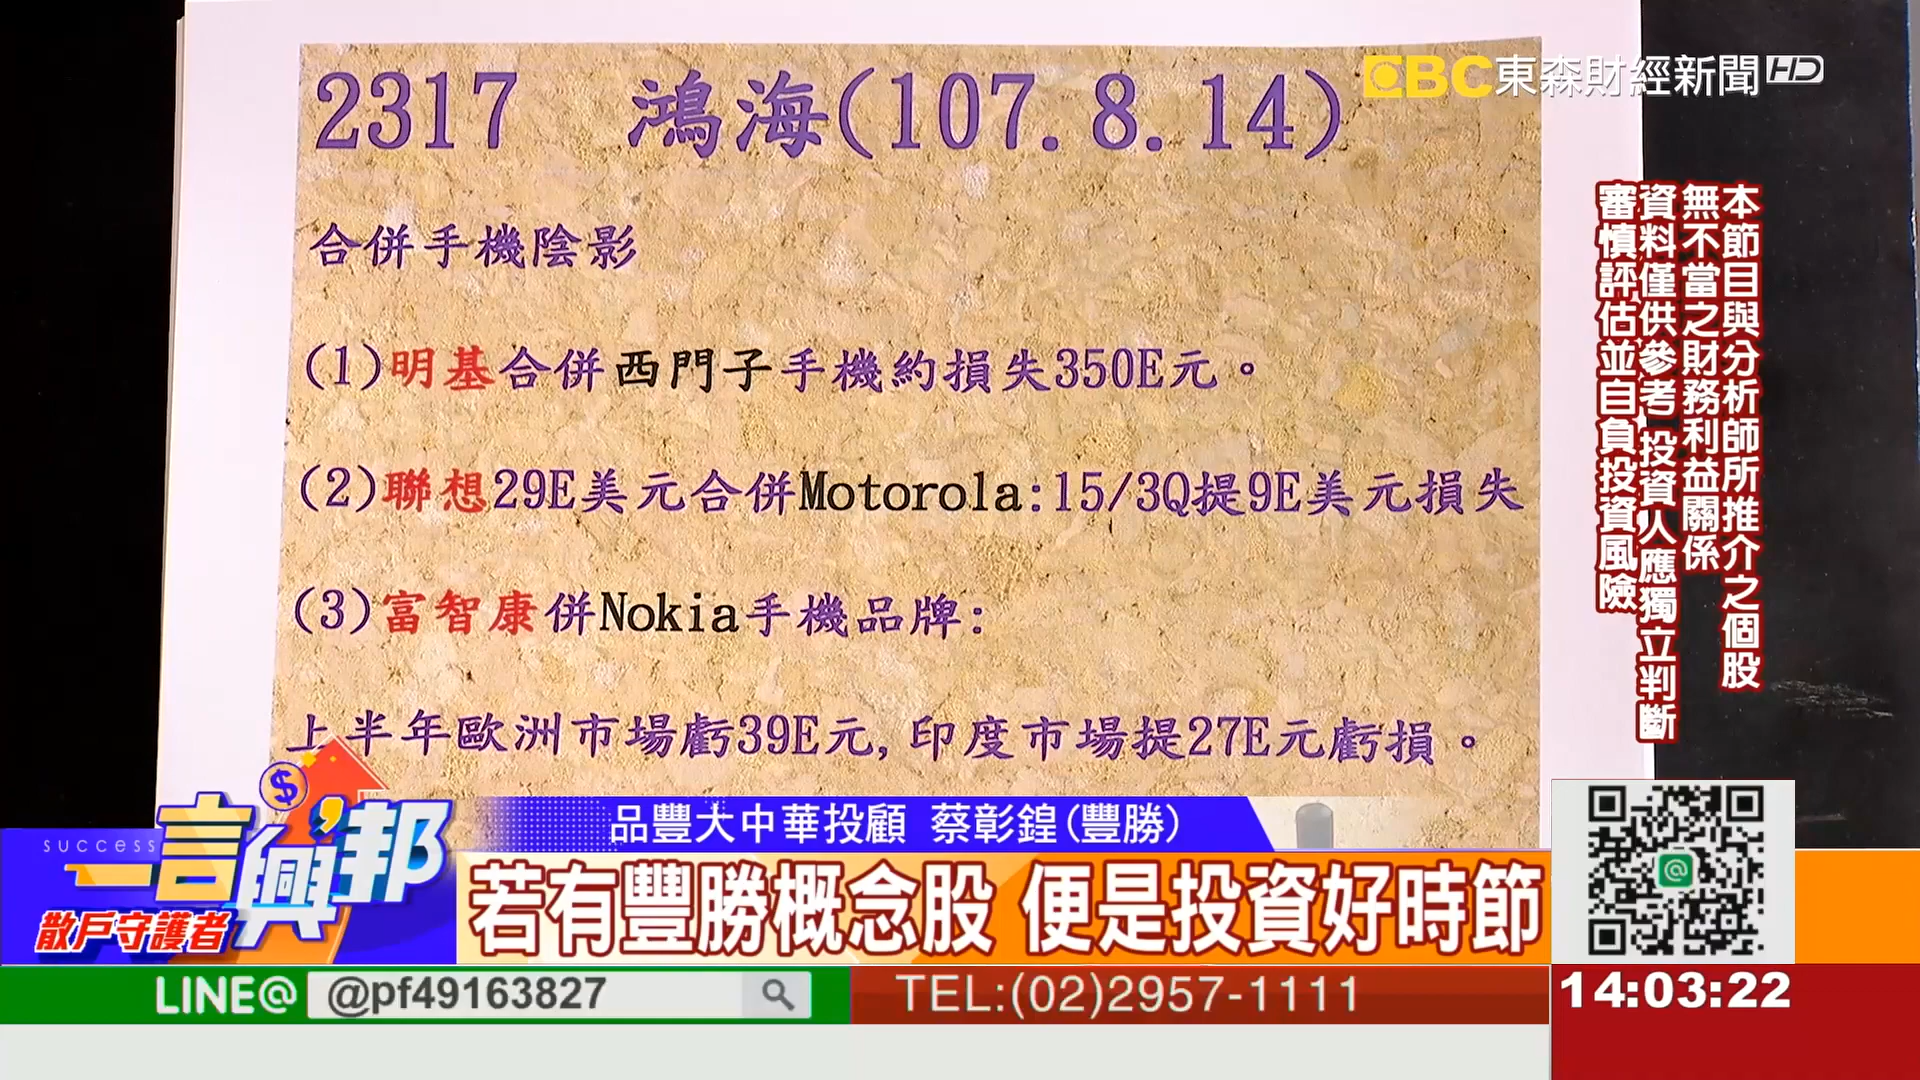 2317 鴻海(107.8.14)
合併手機陰影
(1)明基合併西門子手機約損失350E元。
(2)聯想29E美元合併Motorola:15/3Q提9E美元損失
(3)富智康併Nokia手機品牌:
上半年歐洲市場虧39E元,印度市場提27E元虧損。
EBC東森財經新聞HD
本節目與分析師所推介之個股
無不當之財務利益關係
資料僅供參考 投資人應獨立判斷
審慎評估並自負投資風險
success
一言興邦
散戶守護者
品豐大中華投顧 蔡彰鍠(豐勝)
若有豐勝概念股 便是投資好時節
LINE@ @pf49163827
TEL:(02)2957-1111
14:03:22